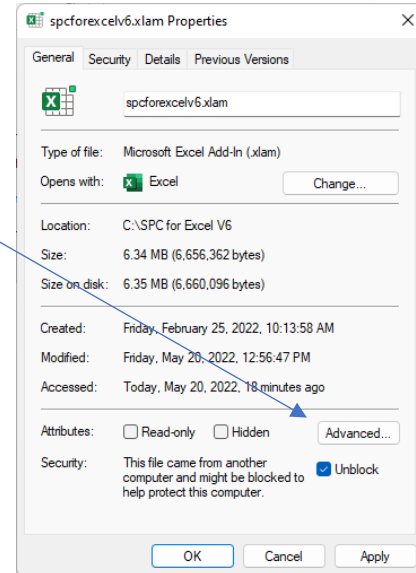 spcforexcelv6.xlam Properties
General Security Details Previous Versions
spcforexcelv6.xlam
Type of file: Microsoft Excel Add-In (.xlam)
Opens with: Excel Change...
Location: C:\SPC for Excel V6
Size: 6.34 MB (6,656,362 bytes)
Size on disk: 6.35 MB (6,660,096 bytes)
Created: Friday, February 25, 2022, 10:13:58 AM
Modified: Friday, May 20, 2022, 12:56:47 PM
Accessed: Today, May 20, 2022, 18 minutes ago
Attributes: Read-only Hidden Advanced...
Security: This file came from another
computer and might be blocked to
help protect this computer.
Unblock
OK Cancel Apply